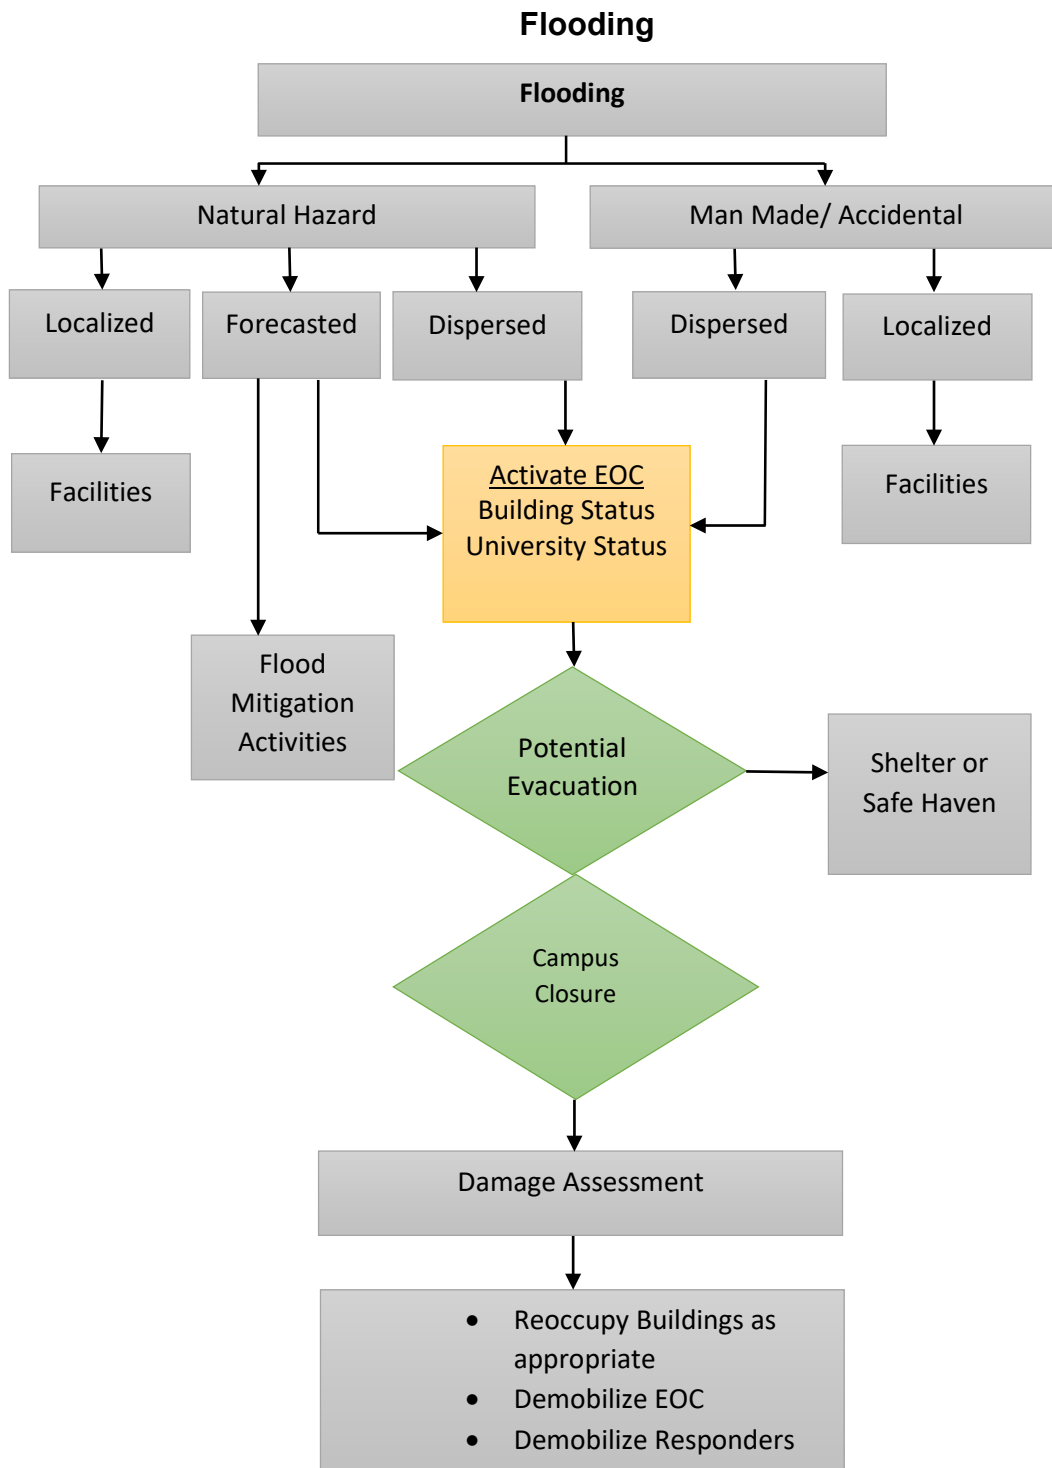 Flooding
Flooding
Natural Hazard
Man Made/ Accidental
Localized
Forecasted
Dispersed
Dispersed
Localized
Facilities
Activate EOC
Building Status
University Status
Facilities
Flood
Mitigation
Activities
Potential
Evacuation
Shelter or
Safe Haven
Campus
Closure
Damage Assessment
• Reoccupy Buildings as
appropriate
• Demobilize EOC
• Demobilize Responders